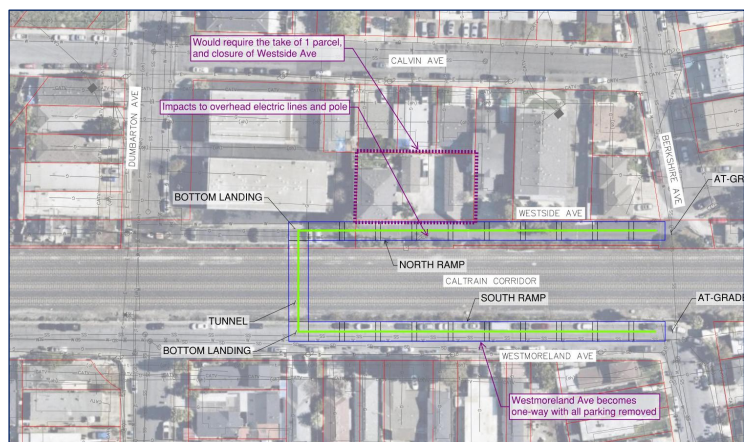 Would require the take of 1 parcel,
and closure of Westside Ave
CALVIN AVE
DUMBARTON AVE
Impacts to overhead electric lines and pole
BERKSHIRE AVE
AT-GR
BOTTOM LANDING
WESTSIDE AVE
NORTH RAMP
CALTRAIN CORRIDOR
SOUTH RAMP
AT-GRADE
TUNNEL
BOTTOM LANDING
WESTMORELAND AVE
Westmoreland Ave becomes
one-way with all parking removed